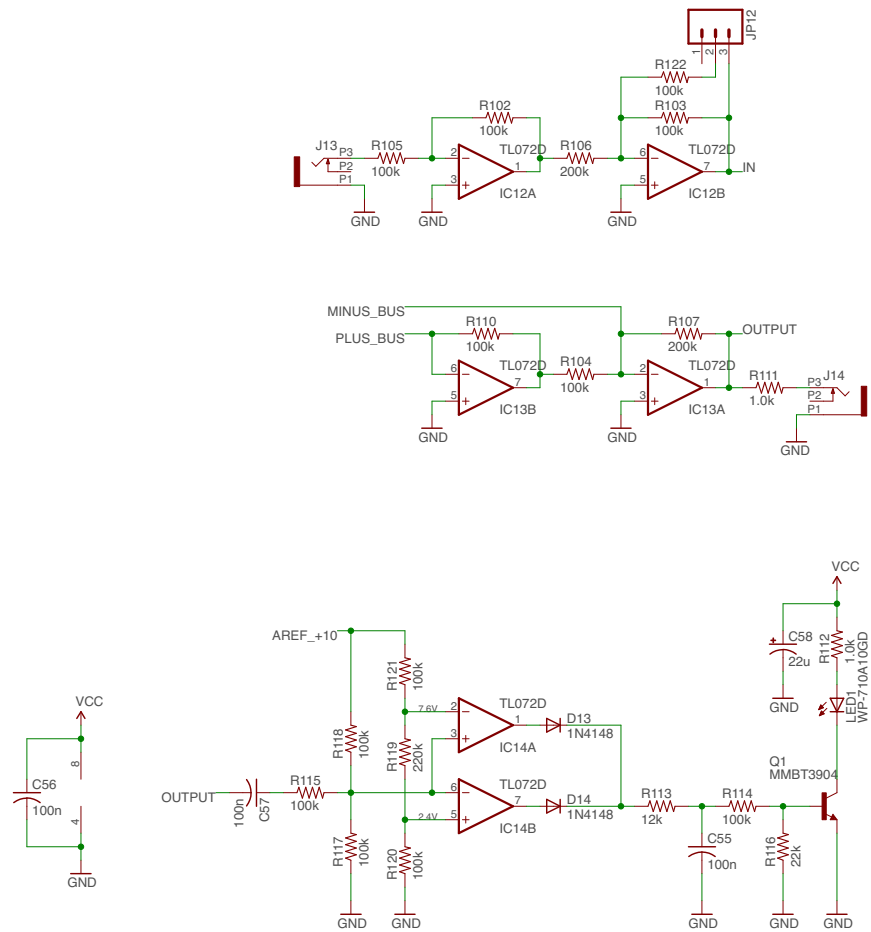 JP12
1
2
3
R122
100k
R102
100k
R103
100k
J13
P3
P2
P1
R105
100k
2
3
1
TL072D
IC12A
R106
200k
6
5
7
TL072D
IC12B
IN
GND
GND
GND
MINUS_BUS
PLUS_BUS
R110
100k
R107
200k
OUTPUT
6
5
7
TL072D
IC13B
R104
100k
2
3
1
TL072D
IC13A
R111
1.0k
J14
P3
P2
P1
GND
GND
GND
VCC
AREF_+10
C58
22u
R112
1.0k
GND
LED1
WP-710A10GD
R121
100k
7.6V
2
3
1
TL072D
IC14A
D13
1N4148
R118
100k
R119
220k
VCC
8
4
C56
100n
GND
OUTPUT
100n
C57
R115
100k
6
5
7
TL072D
IC14B
D14
1N4148
2.4V
R113
12k
R114
100k
Q1
MMBT3904
R117
100k
R120
100k
C55
100n
R116
22k
GND
GND
GND
GND
GND